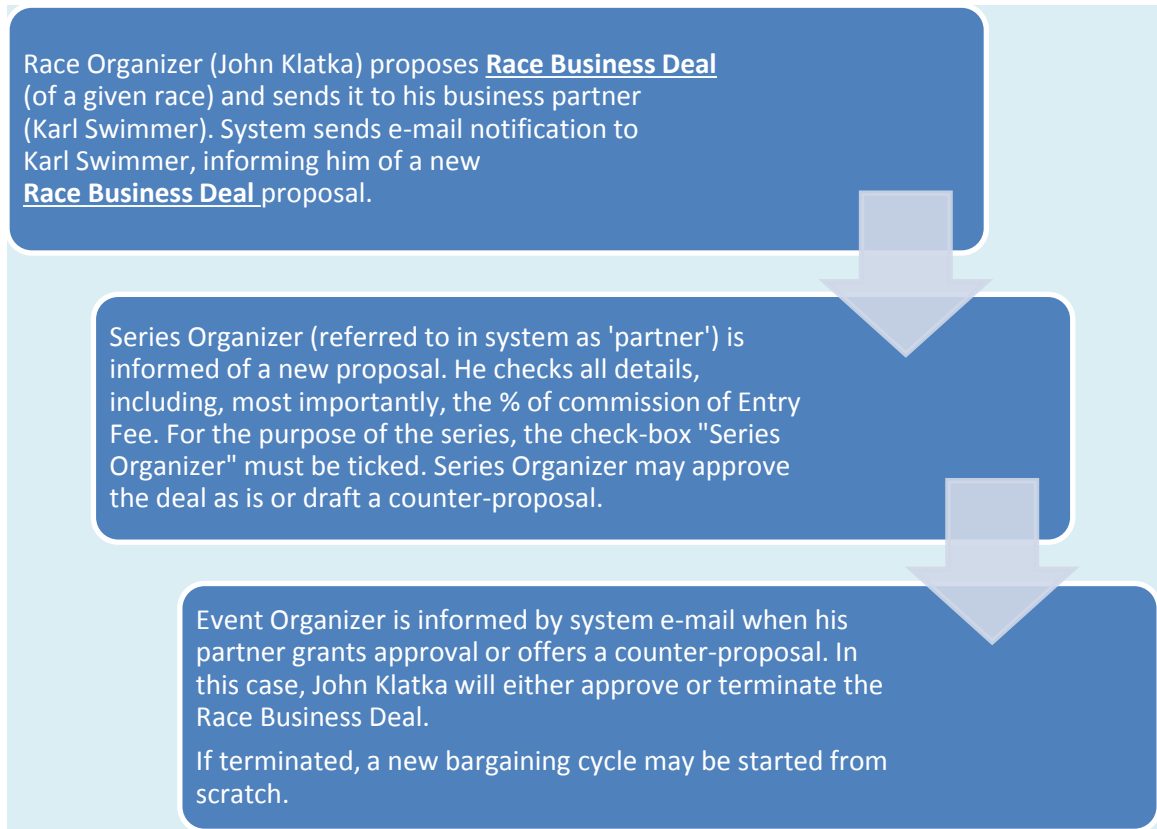 Race Organizer (John Klatka) proposes Race Business Deal
(of a given race) and sends it to his business partner
(Karl Swimmer). System sends e-mail notification to
Karl Swimmer, informing him of a new
Race Business Deal proposal.
Series Organizer (referred to in system as 'partner') is
informed of a new proposal. He checks all details,
including, most importantly, the % of commission of Entry
Fee. For the purpose of the series, the check-box "Series
Organizer" must be ticked. Series Organizer may approve
the deal as is or draft a counter-proposal.
Event Organizer is informed by system e-mail when his
partner grants approval or offers a counter-proposal. In
this case, John Klatka will either approve or terminate the
Race Business Deal.
If terminated, a new bargaining cycle may be started from
scratch.